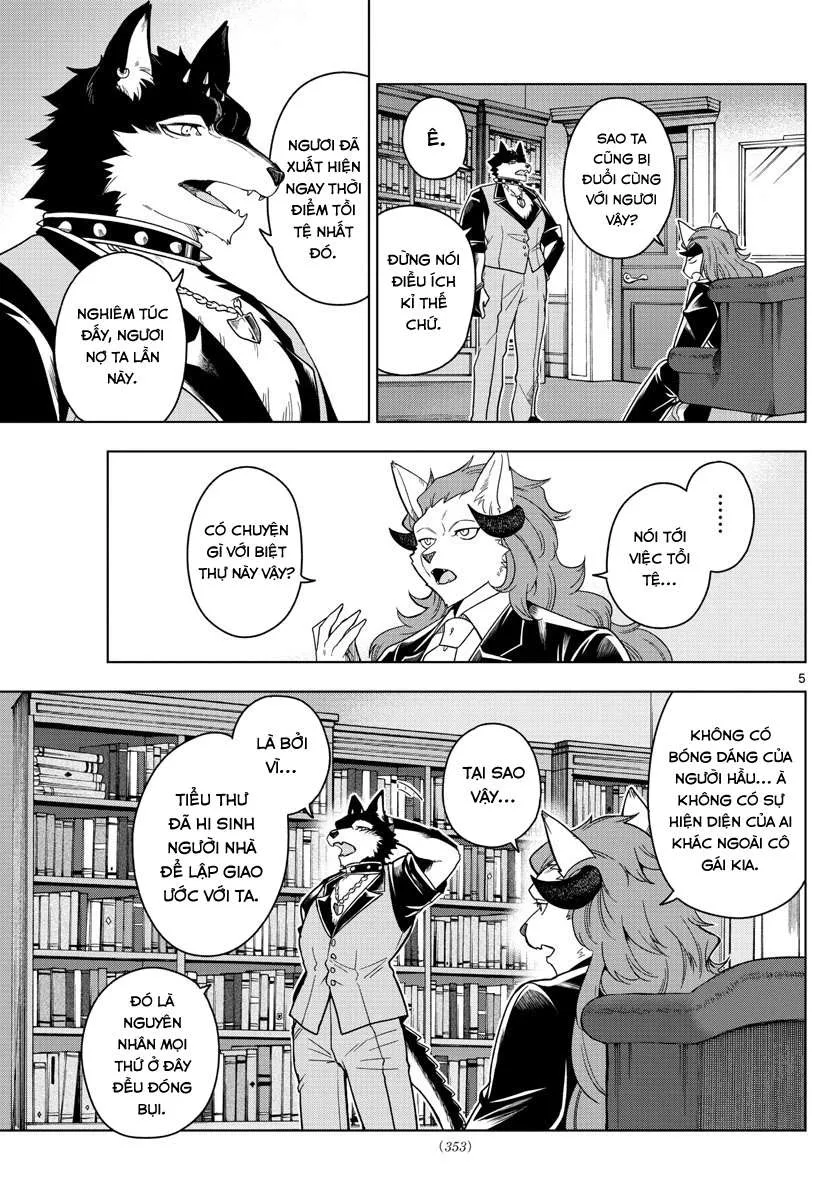 SAO TA
CŨNG BỊ
ĐUỔI CÙNG
VỚI NGƯƠI
VẬY?
Ê.
ĐỪNG NÓI
ĐIỀU ÍCH
KỈ THẾ
CHỨ.
NGƯƠI ĐÃ
XUẤT HIỆN
NGAY THỜI
ĐIỂM TỒI
TỆ NHẤT
ĐÓ.
NGHIÊM TÚC
ĐẤY, NGƯƠI
NỢ TA LẦN
NÀY.
......
NÓI TỚI
VIỆC TỒI
TỆ...
CÓ CHUYỆN
GÌ VỚI BIỆT
THỰ NÀY VẬY?
5
KHÔNG CÓ
BÓNG DÁNG CỦA
NGƯỜI HẦU... À
KHÔNG CÓ SỰ
HIỆN DIỆN CỦA AI
KHÁC NGOÀI CÔ
GÁI KIA.
TẠI SAO
VẬY...
LÀ BỞI
VÌ...
TIỂU THƯ
ĐÃ HI SINH
NGƯỜI NHÀ
ĐỂ LẬP GIAO
ƯỚC VỚI TA.
ĐÓ LÀ
NGUYÊN
NHÂN MỌI
THỨ Ở ĐÂY
ĐỀU ĐÓNG
BỤI.
(353)